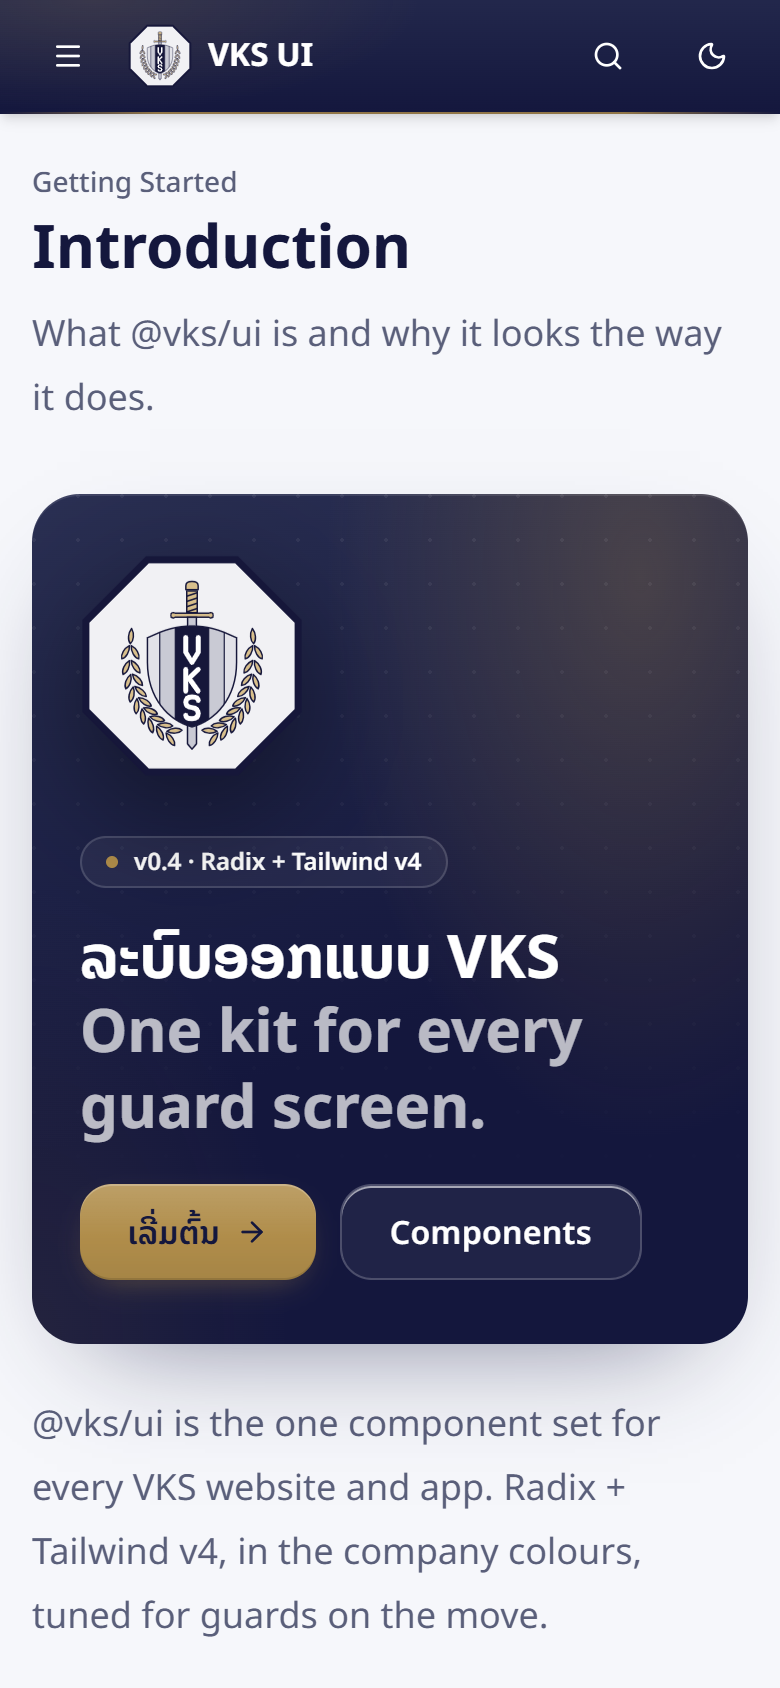 VKS UI
Getting Started
Introduction
What @vks/ui is and why it looks the way
it does.
VKS
v0.4 · Radix + Tailwind v4
ລະບົບອອກແບບ VKS
One kit for every
guard screen.
ເລີ່ມຕົ້ນ →
Components
@vks/ui is the one component set for
every VKS website and app. Radix +
Tailwind v4, in the company colours,
tuned for guards on the move.